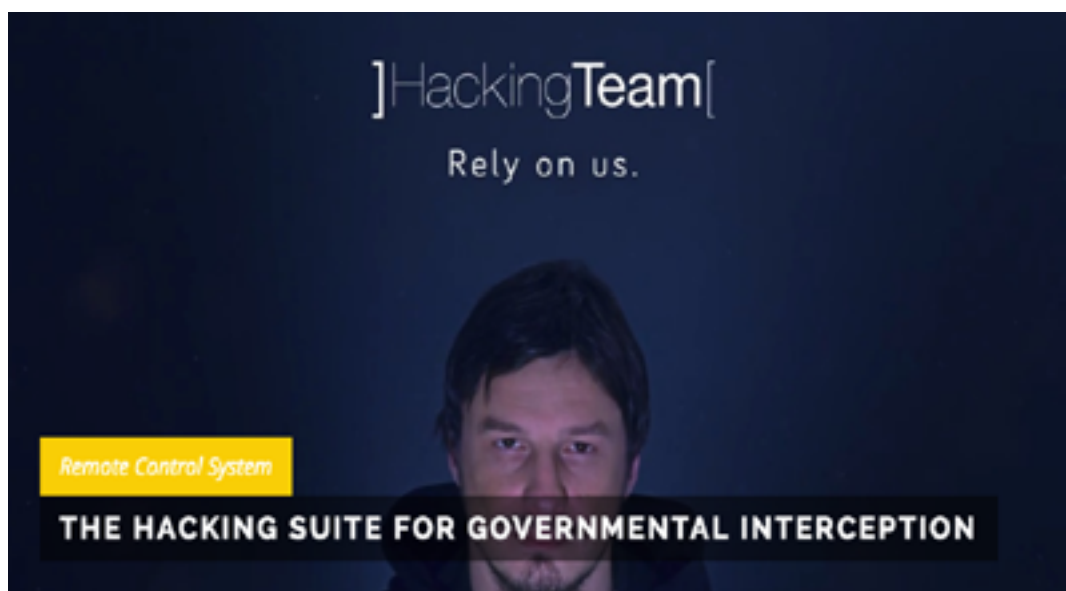 ]HackingTeam[
Rely on us.
Remote Control System
THE HACKING SUITE FOR GOVERNMENTAL INTERCEPTION